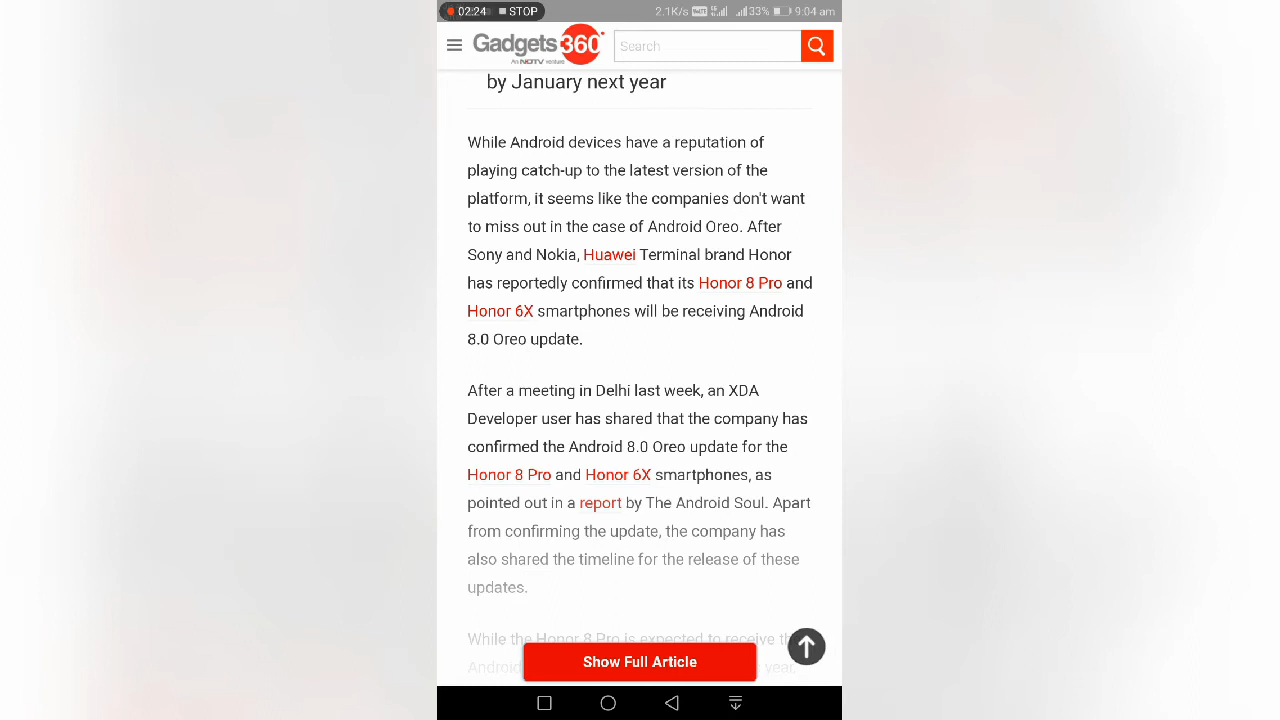 02:24 STOP 2.1K/s 33% 9:04 am
Gadgets 360
An NDTV venture
Search
by January next year
While Android devices have a reputation of
playing catch-up to the latest version of the
platform, it seems like the companies don't want
to miss out in the case of Android Oreo. After
Sony and Nokia, Huawei Terminal brand Honor
has reportedly confirmed that its Honor 8 Pro and
Honor 6X smartphones will be receiving Android
8.0 Oreo update.
After a meeting in Delhi last week, an XDA
Developer user has shared that the company has
confirmed the Android 8.0 Oreo update for the
Honor 8 Pro and Honor 6X smartphones, as
pointed out in a report by The Android Soul. Apart
from confirming the update, the company has
also shared the timeline for the release of these
updates.
While the Honor 8 Pro is expected to receive
Android year.
Show Full Article